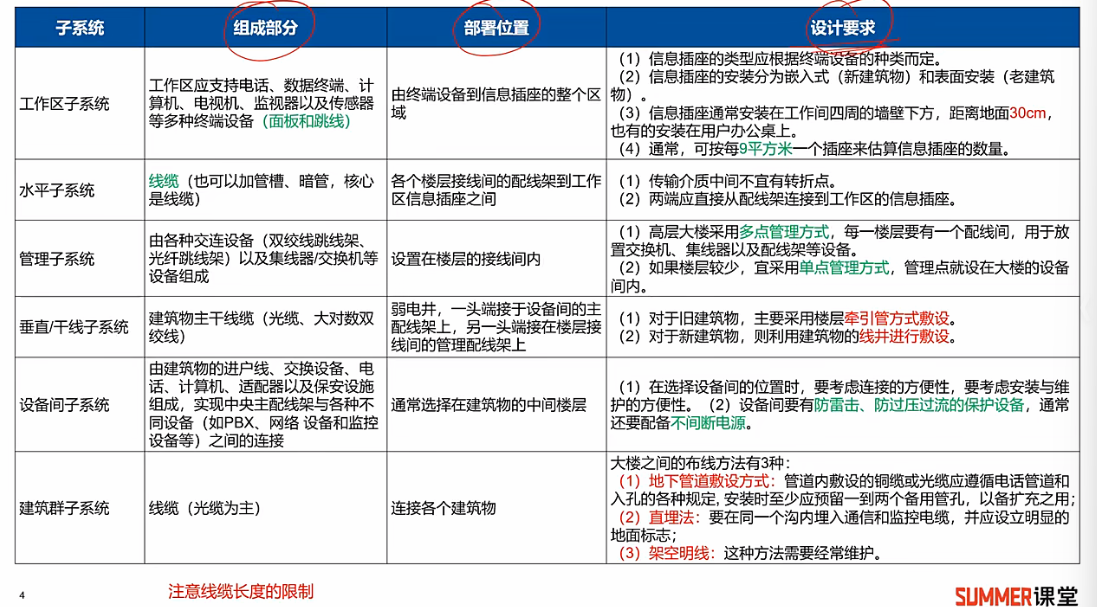 子系统
组成部分
部署位置
设计要求
工作区子系统
工作区应支持电话、数据终端、计
算机、电视机、监视器以及传感器
等多种终端设备（面板和跳线）
由终端设备到信息插座的整个区
域
（1）信息插座的类型应根据终端设备的种类而定。
（2）信息插座的安装分为嵌入式（新建筑物）和表面安装（老建筑
物）。
（3）信息插座通常安装在工作间四周的墙壁下方，距离地面30cm，
也有的安装在用户办公桌上。
（4）通常，可按每9平方米一个插座来估算信息插座的数量。
水平子系统
线缆（也可以加管槽、暗管，核心
是线缆）
各个楼层接线间的配线架到工作
区信息插座之间
（1）传输介质中间不宜有转折点。
（2）两端应直接从配线架连接到工作区的信息插座。
管理子系统
由各种交连设备（双绞线跳线架、
光纤跳线架）以及集线器/交换机等
设备组成
设置在楼层的接线间内
（1）高层大楼采用多点管理方式，每一楼层要有一个配线间，用于放
置交换机、集线器以及配线架等设备。
（2）如果楼层较少，宜采用单点管理方式，管理点就设在大楼的设备
间内。
垂直/干线子系统
建筑物主干线缆（光缆、大对数双
绞线）
弱电井，一头端接于设备间的主
配线架上，另一头端接在楼层接
线间的管理配线架上
（1）对于旧建筑物，主要采用楼层牵引管方式敷设。
（2）对于新建筑物，则利用建筑物的线井进行敷设。
设备间子系统
由建筑物的进户线、交换设备、电
话、计算机、适配器以及保安设施
组成，实现中央主配线架与各种不
同设备（如PBX、网络 设备和监控
设备等）之间的连接
通常选择在建筑物的中间楼层
（1）在选择设备间的位置时，要考虑连接的方便性，要考虑安装与维
护的方便性。（2）设备间要有防雷击、防过压过流的保护设备，通常
还要配备不间断电源。
建筑群子系统
线缆（光缆为主）
连接各个建筑物
大楼之间的布线方法有3种：
（1）地下管道敷设方式：管道内敷设的铜缆或光缆应遵循电话管道和
入孔的各种规定, 安装时至少应预留一到两个备用管孔，以备扩充之用；
（2）直埋法：要在同一个沟内埋入通信和监控电缆，并应设立明显的
地面标志；
（3）架空明线：这种方法需要经常维护。
4
注意线缆长度的限制
SUMMER课堂